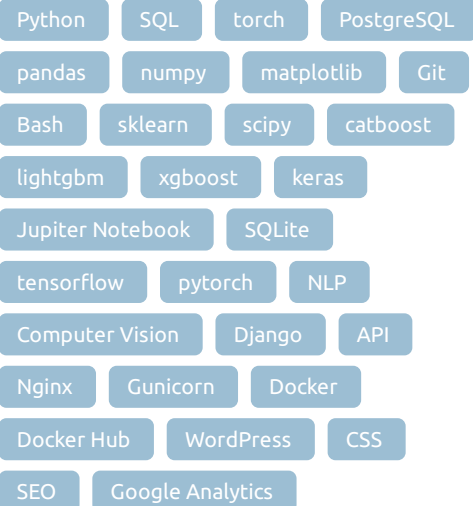 Python SQL torch PostgreSQL
pandas numpy matplotlib Git
Bash sklearn scipy catboost
lightgbm xgboost keras
Jupiter Notebook SQLite
tensorflow pytorch NLP
Computer Vision Django API
Nginx Gunicorn Docker
Docker Hub WordPress CSS
SEO Google Analytics